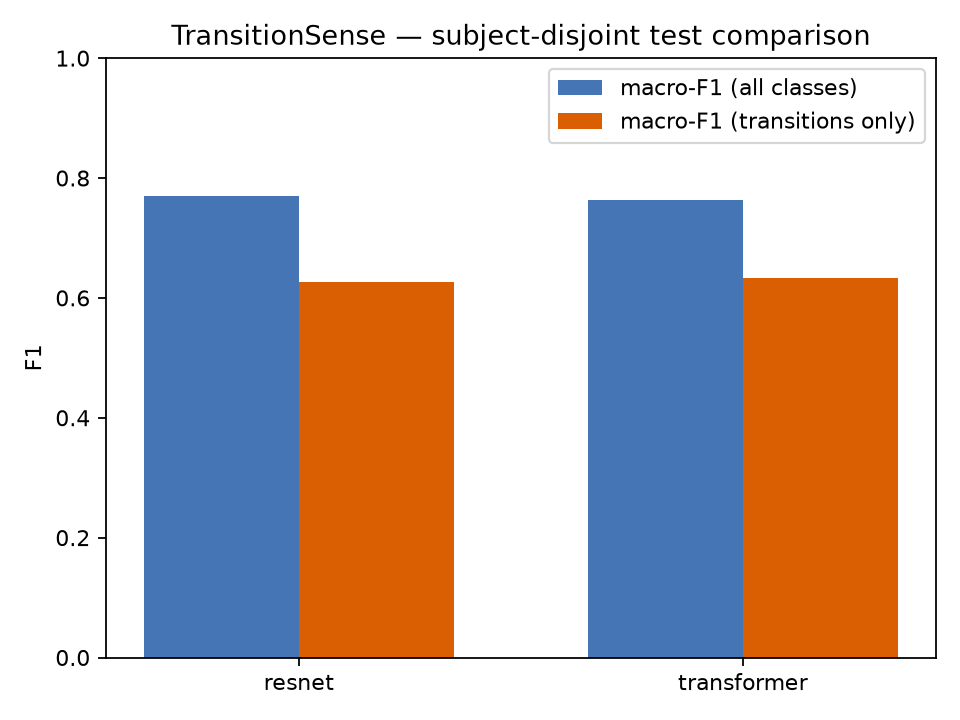 TransitionSense — subject-disjoint test comparison
macro-F1 (all classes)
macro-F1 (transitions only)
F1
1.0
0.8
0.6
0.4
0.2
0.0
resnet
transformer